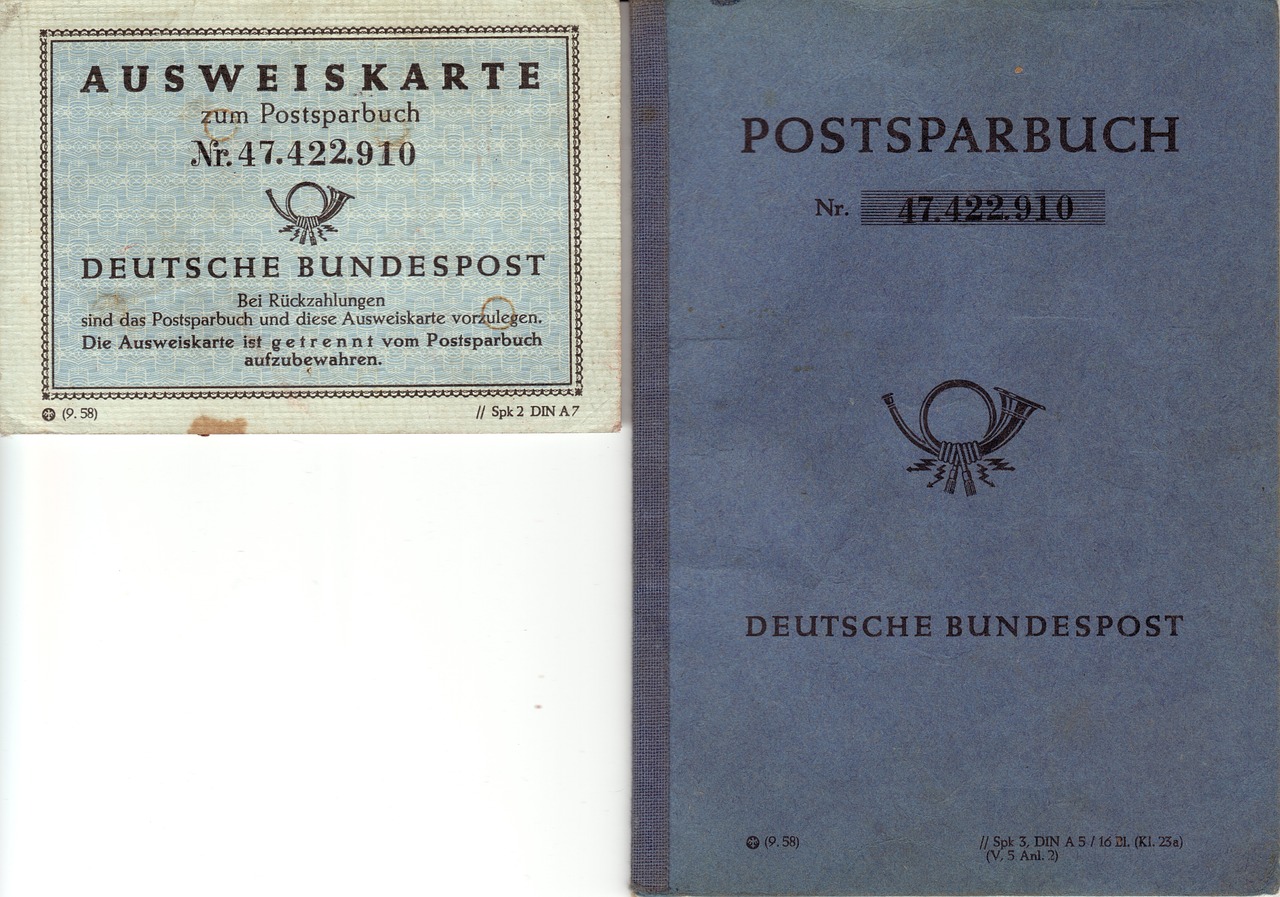 AUSWEISKARTE
zum Postsparbuch
Nr. 47.422.910
DEUTSCHE BUNDESPOST
Bei Rückzahlungen
sind das Postsparbuch und diese Ausweiskarte vorzulegen.
Die Ausweiskarte ist getrennt vom Postsparbuch
aufzubewahren.
(9. 58)
// Spk 2 DIN A 7
POSTSPARBUCH
Nr. 47.422.910
DEUTSCHE BUNDESPOST
(9. 58)
// Spk 3, DIN A 5 / 16 Bl. (Kl. 23a)
(V, 5 Anl. 2)